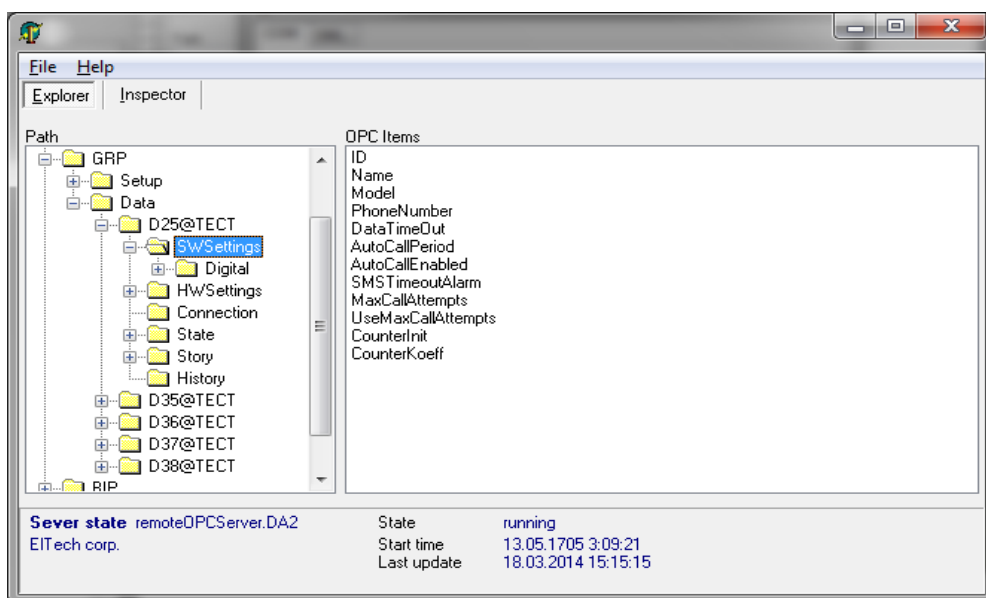 File Help
Explorer Inspector
Path
GRP
Setup
Data
D25@TECT
SWSettings
Digital
HWSettings
Connection
State
Story
History
D35@TECT
D36@TECT
D37@TECT
D38@TECT
BIP
OPC Items
ID
Name
Model
PhoneNumber
DataTimeOut
AutoCallPeriod
AutoCallEnabled
SMSTimeoutAlarm
MaxCallAttempts
UseMaxCallAttempts
CounterInit
CounterKoeff
Sever state remoteOPCServer.DA2 State running
EITech corp. Start time 13.05.1705 3:09:21
Last update 18.03.2014 15:15:15